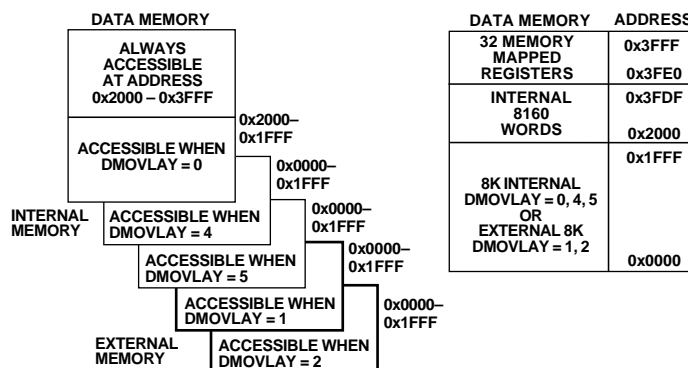 DATA MEMORY
ALWAYS
ACCESSIBLE
AT ADDRESS
0x2000 – 0x3FFF
0x2000–
0x1FFF
ACCESSIBLE WHEN
DMOVLAY = 0
0x0000–
0x1FFF
INTERNAL
MEMORY
ACCESSIBLE WHEN
DMOVLAY = 4
0x0000–
0x1FFF
ACCESSIBLE WHEN
DMOVLAY = 5
0x0000–
0x1FFF
ACCESSIBLE WHEN
DMOVLAY = 1
0x0000–
0x1FFF
EXTERNAL
MEMORY
ACCESSIBLE WHEN
DMOVLAY = 2
DATA MEMORY ADDRESS
32 MEMORY
MAPPED
REGISTERS
0x3FFF
0x3FE0
INTERNAL
8160
WORDS
0x3FDF
0x2000
8K INTERNAL
DMOVLAY = 0, 4, 5
OR
EXTERNAL 8K
DMOVLAY = 1, 2
0x1FFF
0x0000